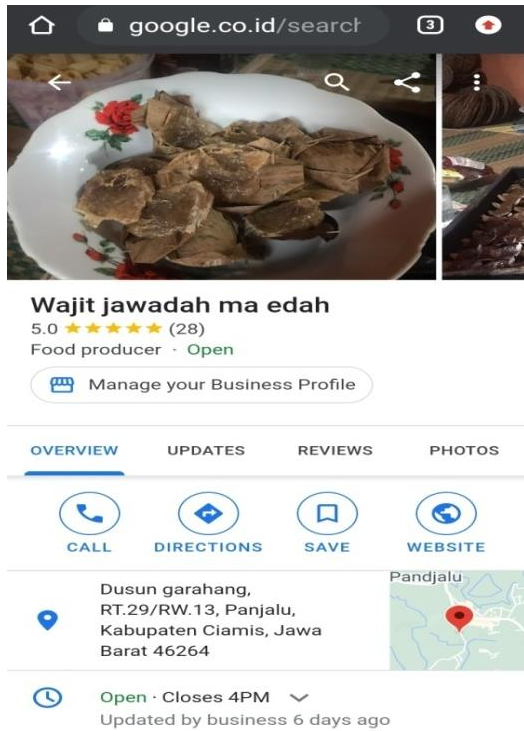 google.co.id/search
3
Wajit jawadah ma edah
5.0 ★★★★★ (28)
Food producer · Open
Manage your Business Profile
OVERVIEW UPDATES REVIEWS PHOTOS
CALL DIRECTIONS SAVE WEBSITE
Dusun garahang,
RT.29/RW.13, Panjalu,
Kabupaten Ciamis, Jawa
Barat 46264
Pandjalu
Open · Closes 4PM
Updated by business 6 days ago